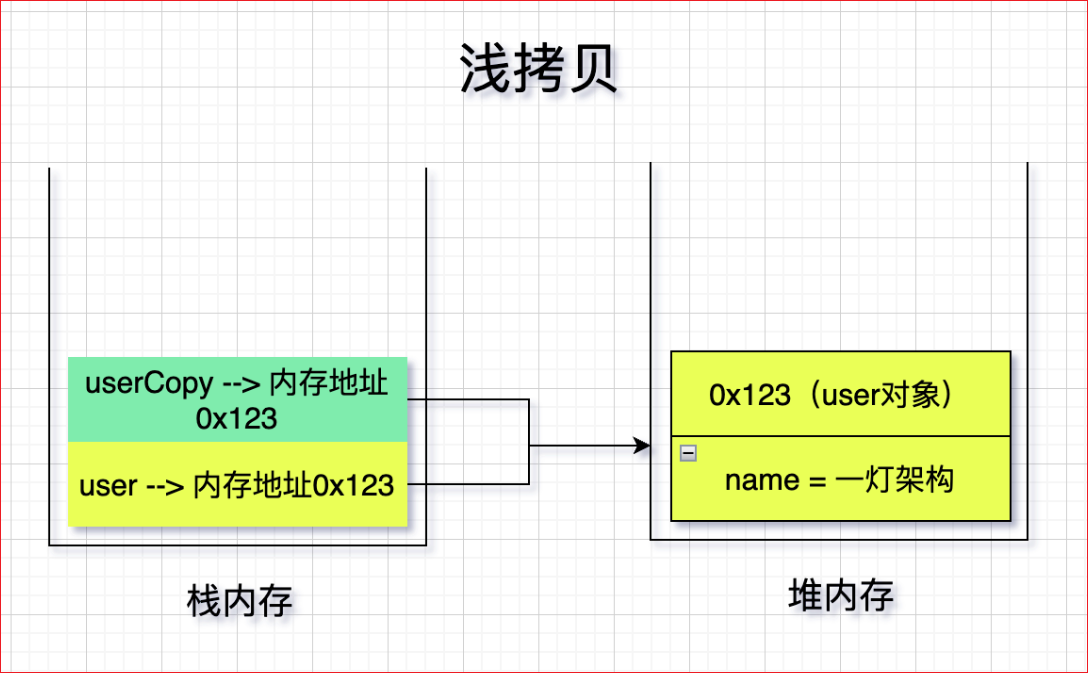 浅拷贝
userCopy --> 内存地址
0x123
user --> 内存地址0x123
0x123（user对象）
name = 一灯架构
栈内存
堆内存